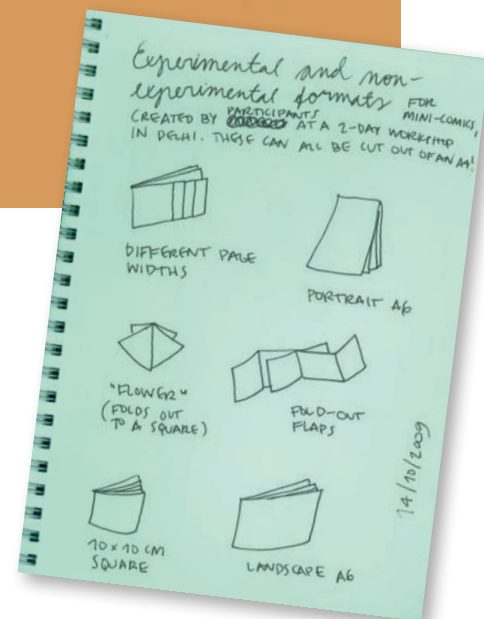 Experimental and non-
experimental formats FOR
MINI-COMICS,
CREATED BY PARTICIPANTS AT A 2-DAY WORKSHOP
IN DELHI. THESE CAN ALL BE CUT OUT OF AN A4!
DIFFERENT PAGE
WIDTHS
PORTRAIT A6
"FLOWER"
(FOLDS OUT
TO A SQUARE)
FOLD-OUT
FLAPS
10 x 10 CM
SQUARE
LANDSCAPE A6
14/10/2009